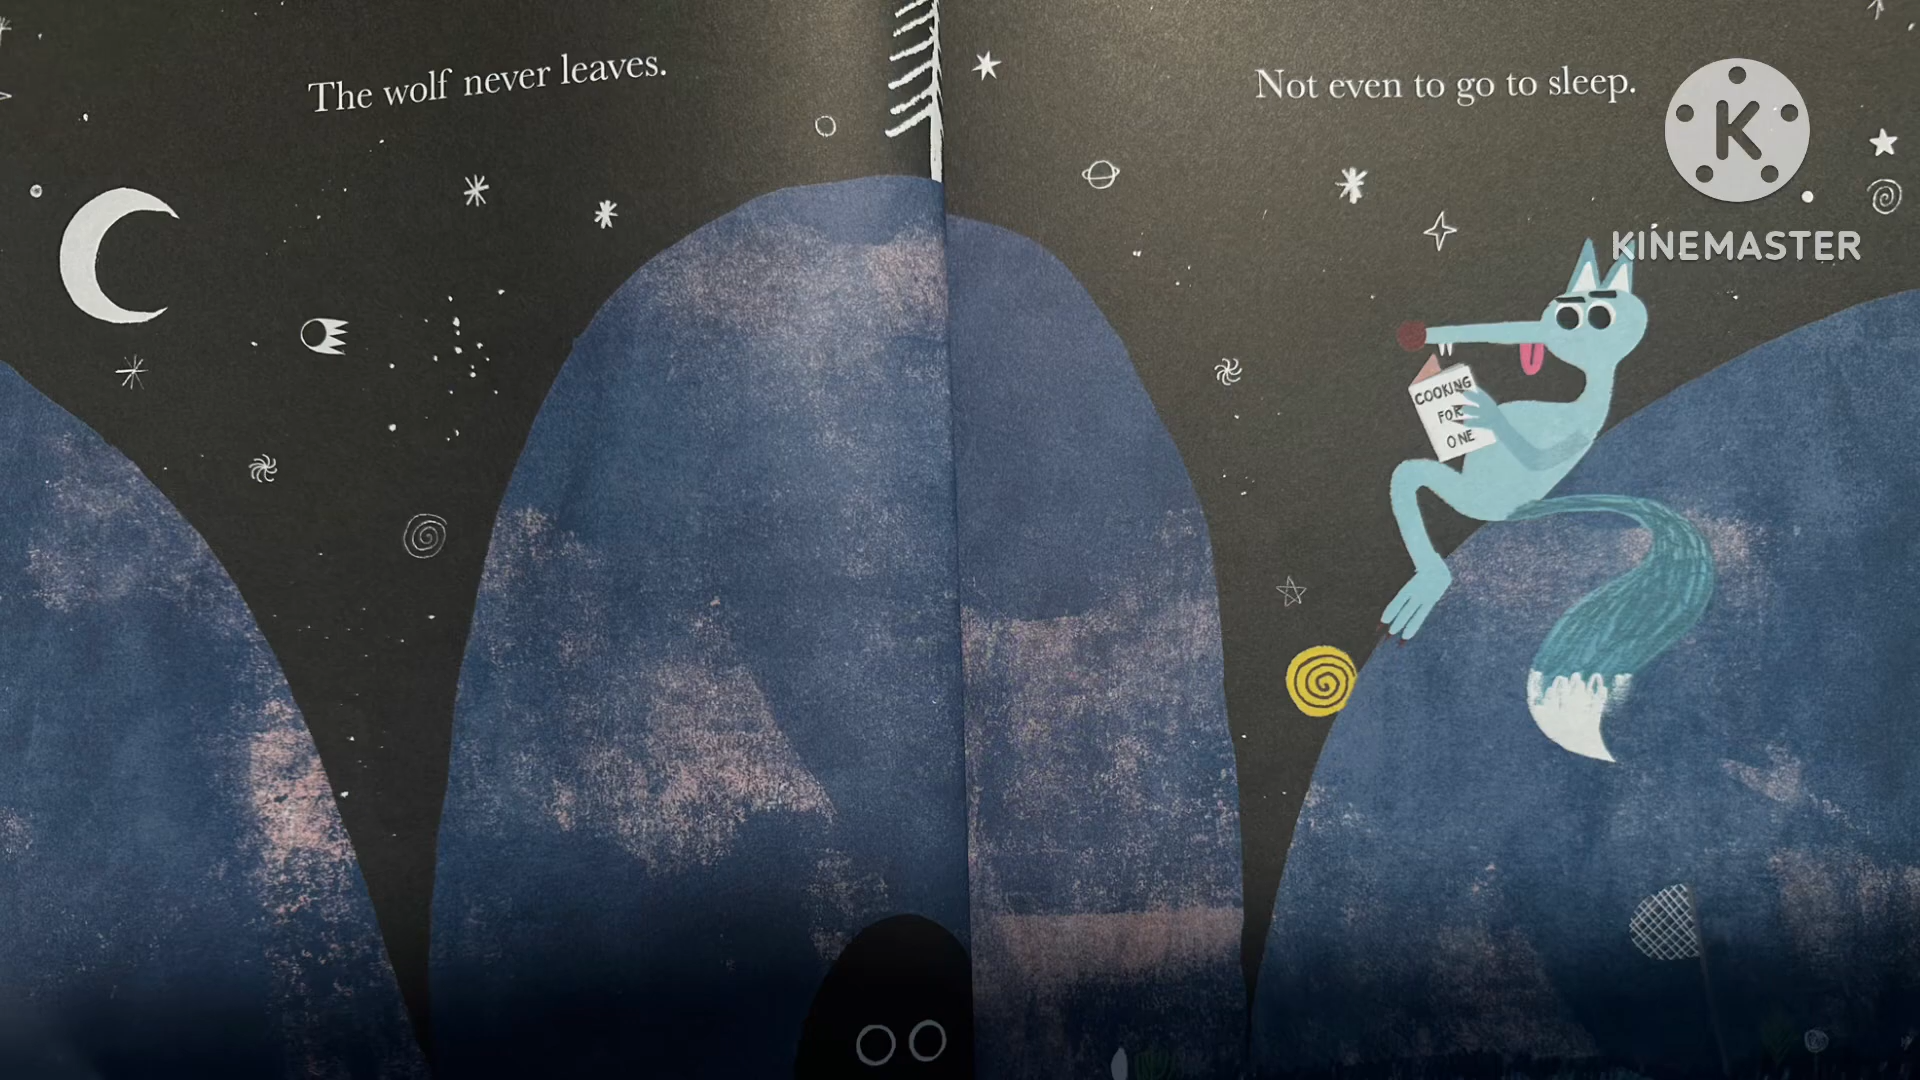 The wolf never leaves.
Not even to go to sleep.
K
KINEMASTER
COOKING
FOR
ONE